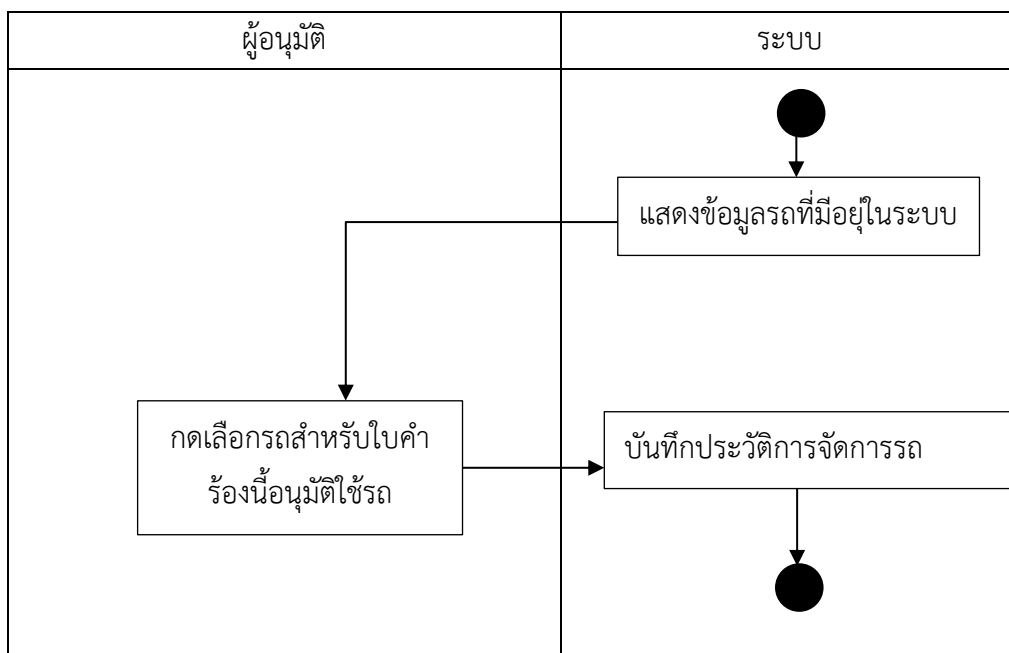 ผู้อนุมัติ
ระบบ
แสดงข้อมูลรถที่มีอยุ่ในระบบ
กดเลือกรถสำหรับใบคำ
ร้องนี้อนุมัติใช้รถ
บันทึกประวัติการจัดการรถ